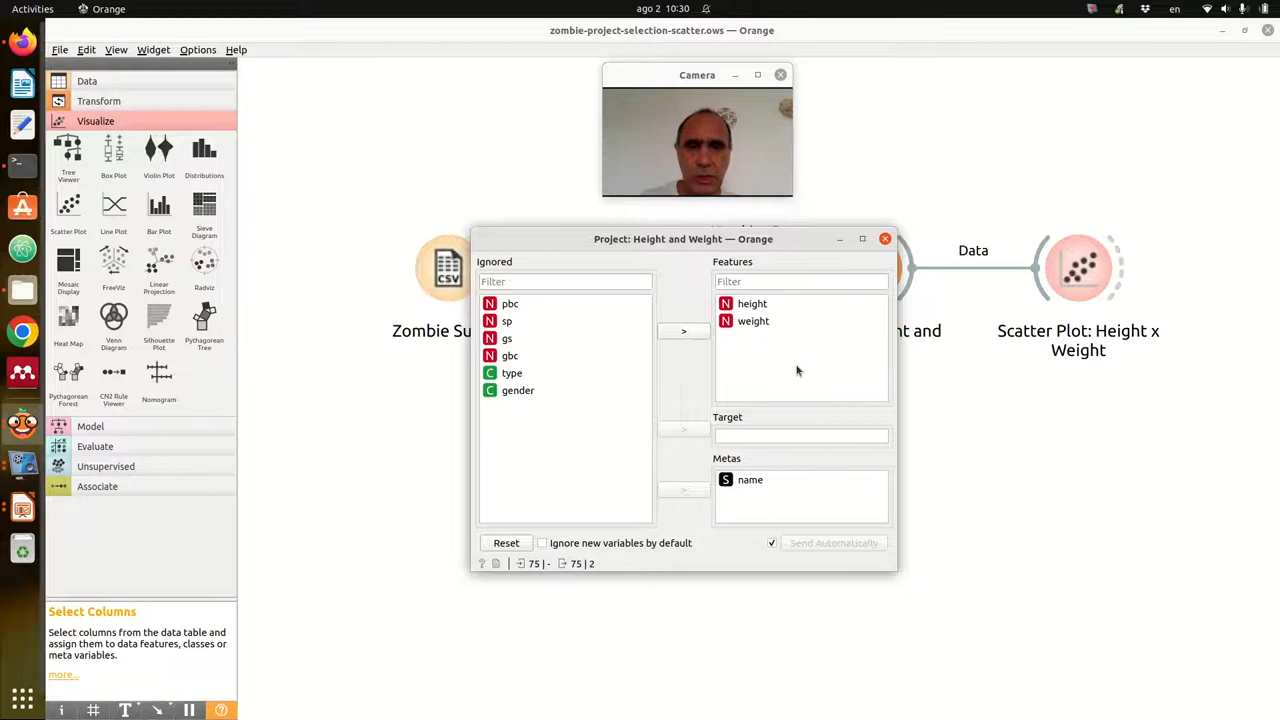 Activities
Orange
ago 2 10:30
en
zombie-project-selection-scatter.ows — Orange
File Edit View Widget Options Help
Data
Transform
Visualize
Tree Viewer
Box Plot
Violin Plot
Distributions
Scatter Plot
Line Plot
Bar Plot
Sieve Diagram
Mosaic Display
FreeViz
Linear Projection
Radviz
Heat Map
Venn Diagram
Silhouette Plot
Pythagorean Tree
Pythagorean Forest
CN2 Rule Viewer
Nomogram
Model
Evaluate
Unsupervised
Associate
Select Columns
Select columns from the data table and
assign them to data features, classes or
meta variables.
more...
Camera
CSV
Zombie Su
Project: Height and Weight — Orange
Ignored
Filter
N pbc
N sp
N gs
N gbc
C type
C gender
>
>
>
Features
Filter
N height
N weight
Target
Metas
S name
Reset
Ignore new variables by default
Send Automatically
? 75 | - 75 | 2
ht and
Data
Scatter Plot: Height x
Weight